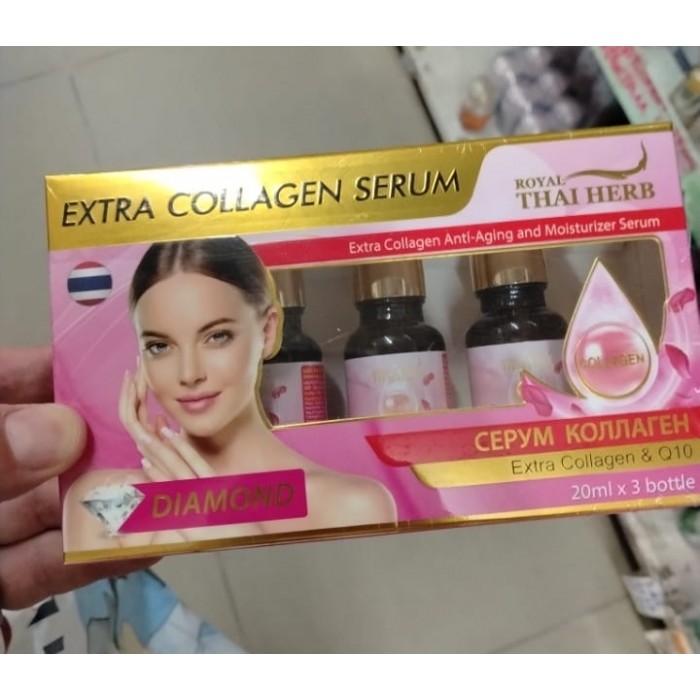 EXTRA COLLAGEN SERUM
ROYAL
THAI HERB
Extra Collagen Anti-Aging and Moisturizer Serum
COLLAGEN
СЕРУМ КОЛЛАГЕН
Extra Collagen & Q10
20ml x 3 bottle
DIAMOND